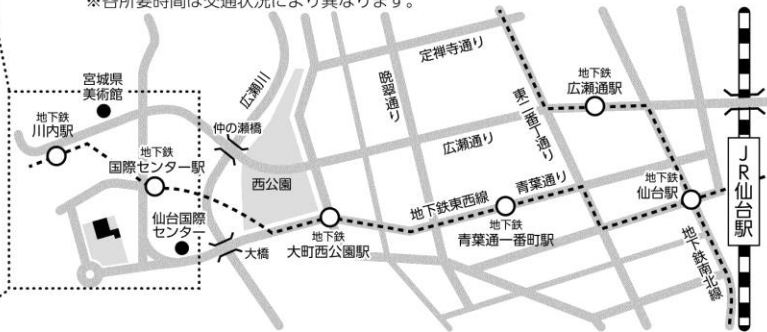 ※各所要時間は交通状況により異なります。
定禅寺通り
宮城県
美術館
広瀬川
晩翠通り
東二番丁通り
地下鉄
広瀬通駅
地下鉄
川内駅
仲の瀬橋
広瀬通り
地下鉄
国際センター駅
西公園
地下鉄
仙台駅
JR仙台駅
青葉通り
地下鉄東西線
仙台国際
センター
大橋
地下鉄
大町西公園駅
地下鉄
青葉通一番町駅
地下鉄南北線